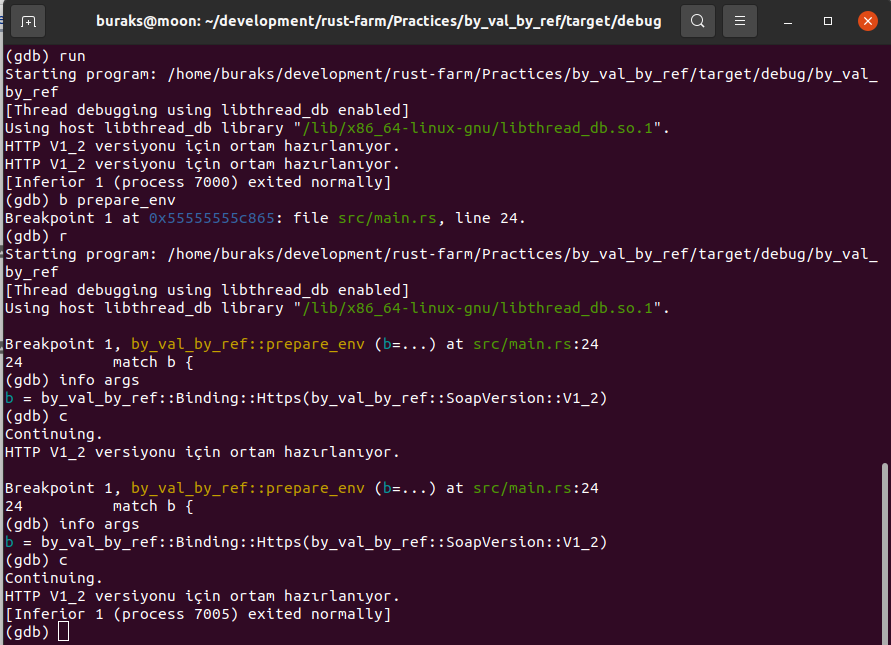 buraks@moon: ~/development/rust-farm/Practices/by_val_by_ref/target/debug
(gdb) run
Starting program: /home/buraks/development/rust-farm/Practices/by_val_by_ref/target/debug/by_val_
by_ref
[Thread debugging using libthread_db enabled]
Using host libthread_db library "/lib/x86_64-linux-gnu/libthread_db.so.1".
HTTP V1_2 versiyonu için ortam hazırlanıyor.
HTTP V1_2 versiyonu için ortam hazırlanıyor.
[Inferior 1 (process 7000) exited normally]
(gdb) b prepare_env
Breakpoint 1 at 0x55555555c865: file src/main.rs, line 24.
(gdb) r
Starting program: /home/buraks/development/rust-farm/Practices/by_val_by_ref/target/debug/by_val_
by_ref
[Thread debugging using libthread_db enabled]
Using host libthread_db library "/lib/x86_64-linux-gnu/libthread_db.so.1".
Breakpoint 1, by_val_by_ref::prepare_env (b=...) at src/main.rs:24
24          match b {
(gdb) info args
b = by_val_by_ref::Binding::Https(by_val_by_ref::SoapVersion::V1_2)
(gdb) c
Continuing.
HTTP V1_2 versiyonu için ortam hazırlanıyor.
Breakpoint 1, by_val_by_ref::prepare_env (b=...) at src/main.rs:24
24          match b {
(gdb) info args
b = by_val_by_ref::Binding::Https(by_val_by_ref::SoapVersion::V1_2)
(gdb) c
Continuing.
HTTP V1_2 versiyonu için ortam hazırlanıyor.
[Inferior 1 (process 7005) exited normally]
(gdb)